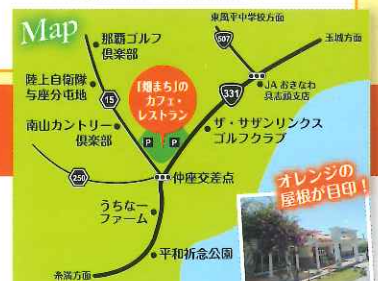 Map
東風平中学校方面
那覇ゴルフ
倶楽部
507
玉城方面
陸上自衛隊
与座分屯地
「畑まち」の
カフェ・
レストラン
JA おきなわ
具志頭支店
15
331
南山カントリー
倶楽部
ザ・サザンリンクス
ゴルフクラブ
P
P
250
仲座交差点
オレンジの
屋根が目印！
うちなー
ファーム
平和祈念公園
糸満方面